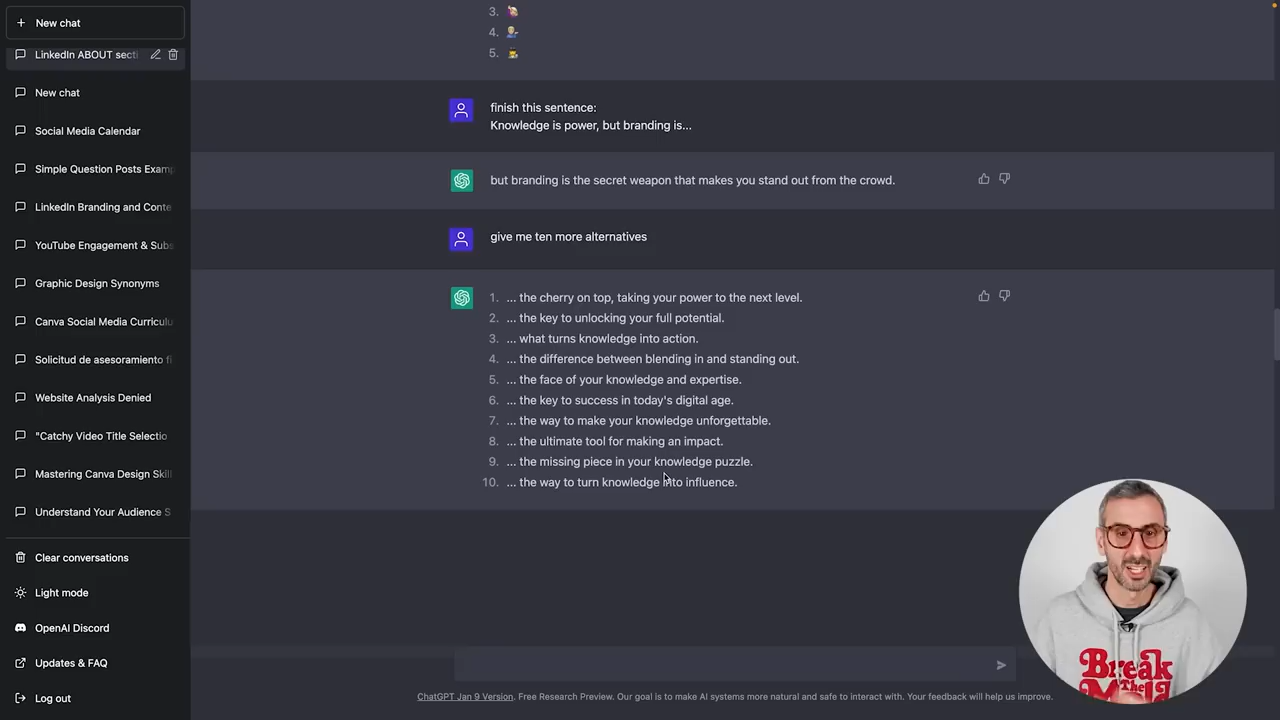 New chat
LinkedIn ABOUT secti
New chat
Social Media Calendar
Simple Question Posts Examp
LinkedIn Branding and Conte
YouTube Engagement & Subs
Graphic Design Synonyms
Canva Social Media Curriculu
Solicitud de asesoramiento fi
Website Analysis Denied
"Catchy Video Title Selectio
Mastering Canva Design Skill
Understand Your Audience S
Clear conversations
Light mode
OpenAI Discord
Updates & FAQ
Log out
3.
4.
5.
finish this sentence:
Knowledge is power, but branding is...
but branding is the secret weapon that makes you stand out from the crowd.
give me ten more alternatives
1. ... the cherry on top, taking your power to the next level.
2. ... the key to unlocking your full potential.
3. ... what turns knowledge into action.
4. ... the difference between blending in and standing out.
5. ... the face of your knowledge and expertise.
6. ... the key to success in today's digital age.
7. ... the way to make your knowledge unforgettable.
8. ... the ultimate tool for making an impact.
9. ... the missing piece in your knowledge puzzle.
10. ... the way to turn knowledge into influence.
ChatGPT Jan 9 Version. Free Research Preview. Our goal is to make AI systems more natural and safe to interact with. Your feedback will help us improve.
Break
The